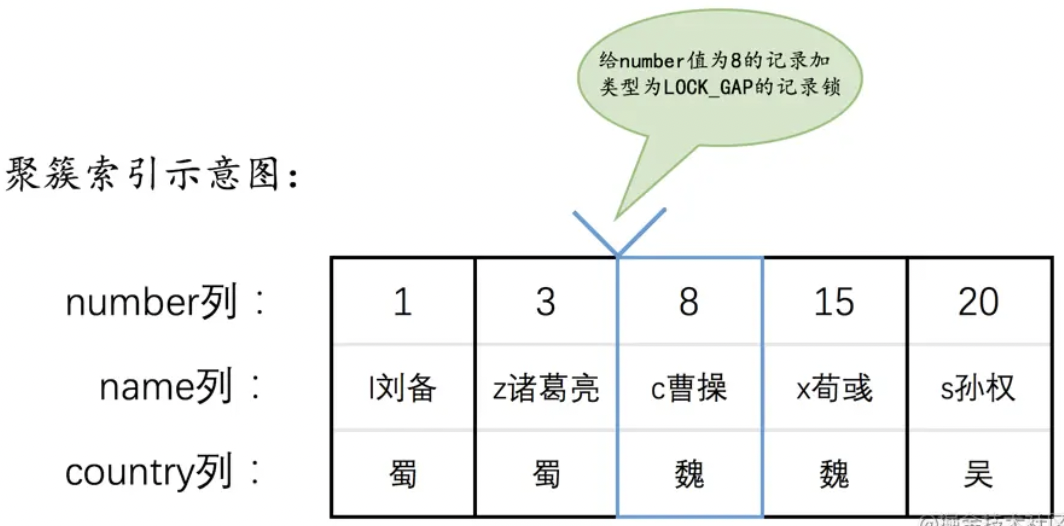 给number值为8的记录加
类型为LOCK_GAP的记录锁
聚簇索引示意图：
number列： 1 3 8 15 20
name列： l刘备 z诸葛亮 c曹操 x荀彧 s孙权
country列： 蜀 蜀 魏 魏 吴